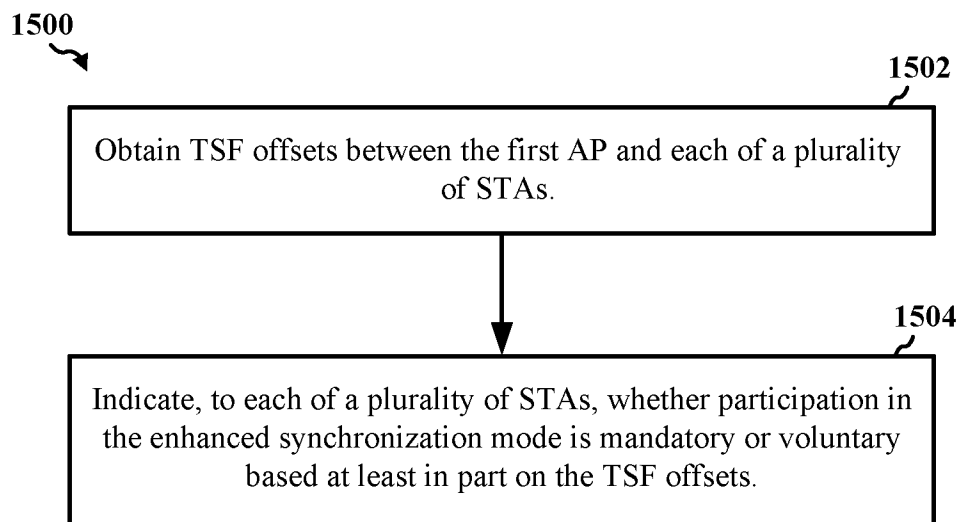 1500
1502
Obtain TSF offsets between the first AP and each of a plurality
of STAs.
1504
Indicate, to each of a plurality of STAs, whether participation in
the enhanced synchronization mode is mandatory or voluntary
based at least in part on the TSF offsets.